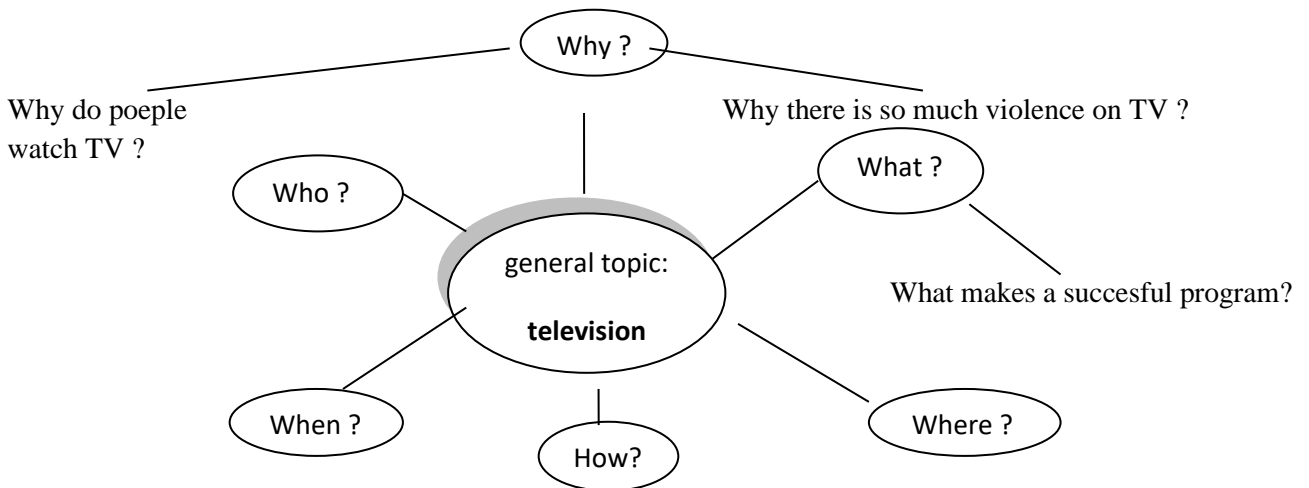 Why ?
Why do poeple
watch TV ?
Why there is so much violence on TV ?
Who ?
What ?
general topic:
television
What makes a succesful program?
When ?
How?
Where ?